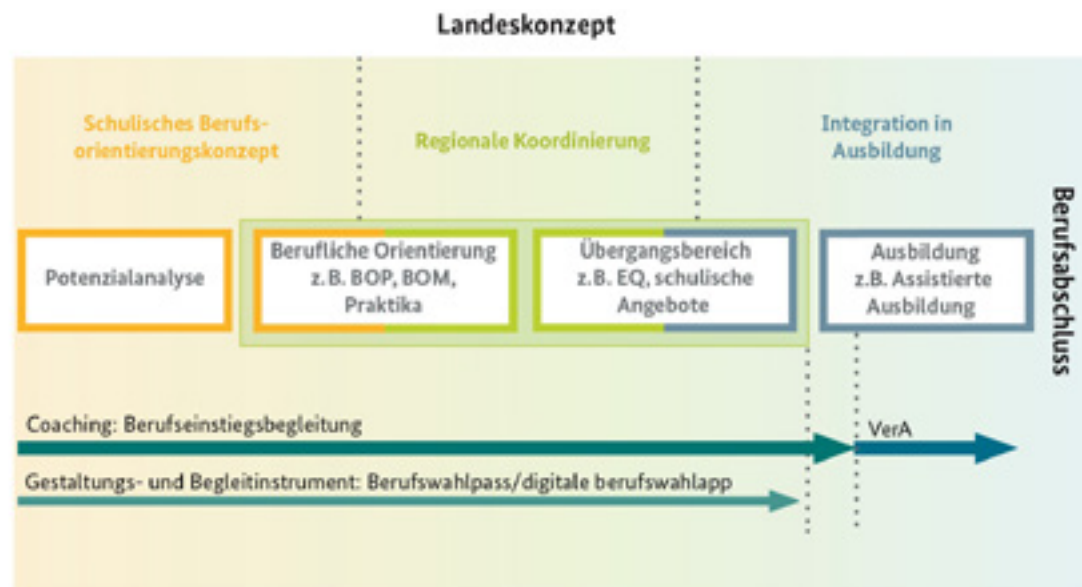 Landeskonzept
Schulisches Berufs-
orientierungskonzept
Regionale Koordinierung
Integration in
Ausbildung
Potenzialanalyse
Berufliche Orientierung
z.B. BOP, BOM,
Praktika
Übergangsbereich
z.B. EQ, schulische
Angebote
Ausbildung
z.B. Assistierte
Ausbildung
Berufsabschluss
Coaching: Berufseinstiegsbegleitung
VerA
Gestaltungs- und Begleitinstrument: Berufswahlpass/digitale berufswahlapp